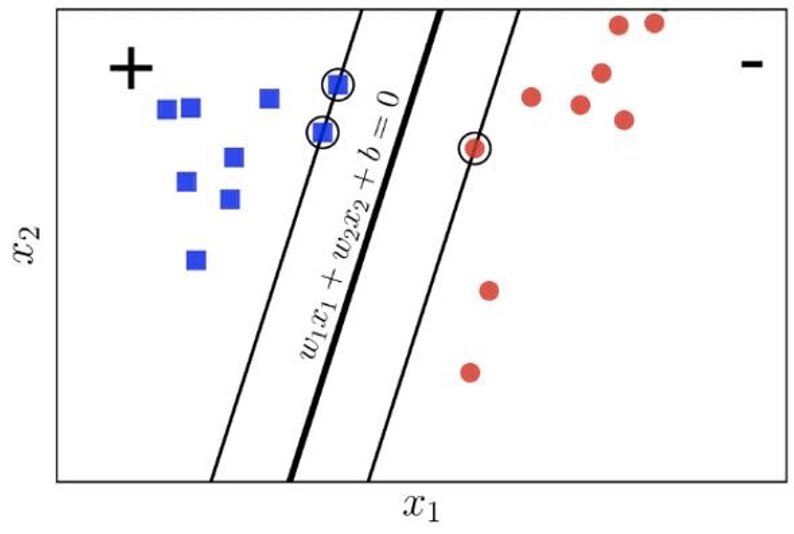 +
-
w₁x₁ + w₂x₂ + b = 0
x₂
x₁